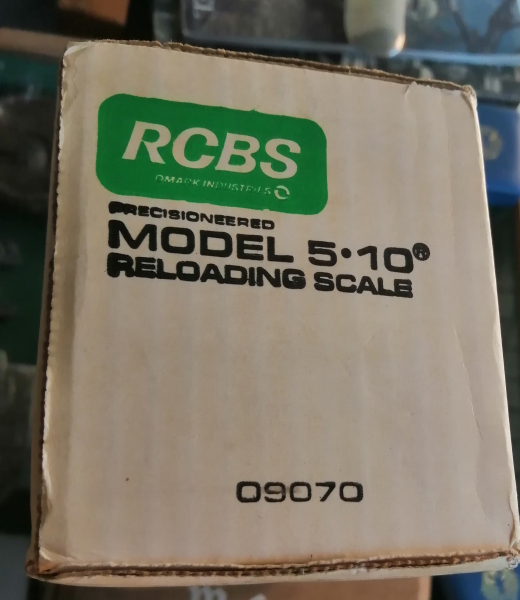 RCBS
OMARK INDUSTRIES
PRECISIONEERED
MODEL 5•10®
RELOADING SCALE
09070